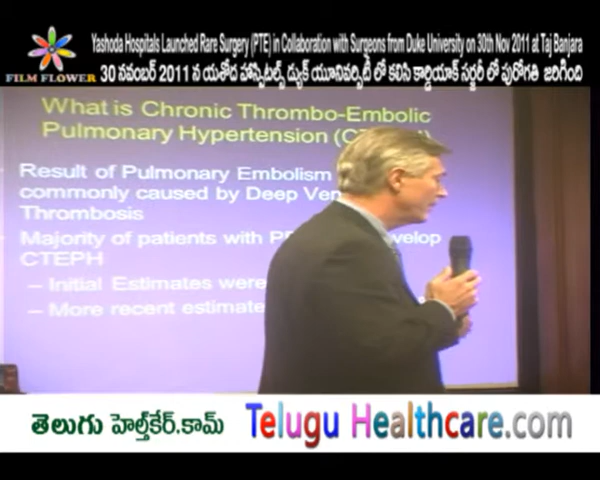 Yashoda Hospitals Launched Rare Surgery (PTE) in Collaboration with Surgeons from Duke University on 30th Nov 2011 at Taj Banjara
FILM FLOWER
30 నవంబర్ 2011 న యశోద హాస్పిటల్స్ డ్యుక్ యూనివర్సిటీ లో కలిసి కార్డియాక్ సర్జరీ లో పురోగతి జరిగింది
What is Chronic Thrombo-Embolic
Pulmonary Hypertension
Result of Pulmonary Embolism
commonly caused by Deep
Thrombosis
Majority of patients with
CTEPH
– Initial Estimates were
– More recent
తెలుగు హెల్త్‌కేర్.కామ్ Telugu Healthcare.com